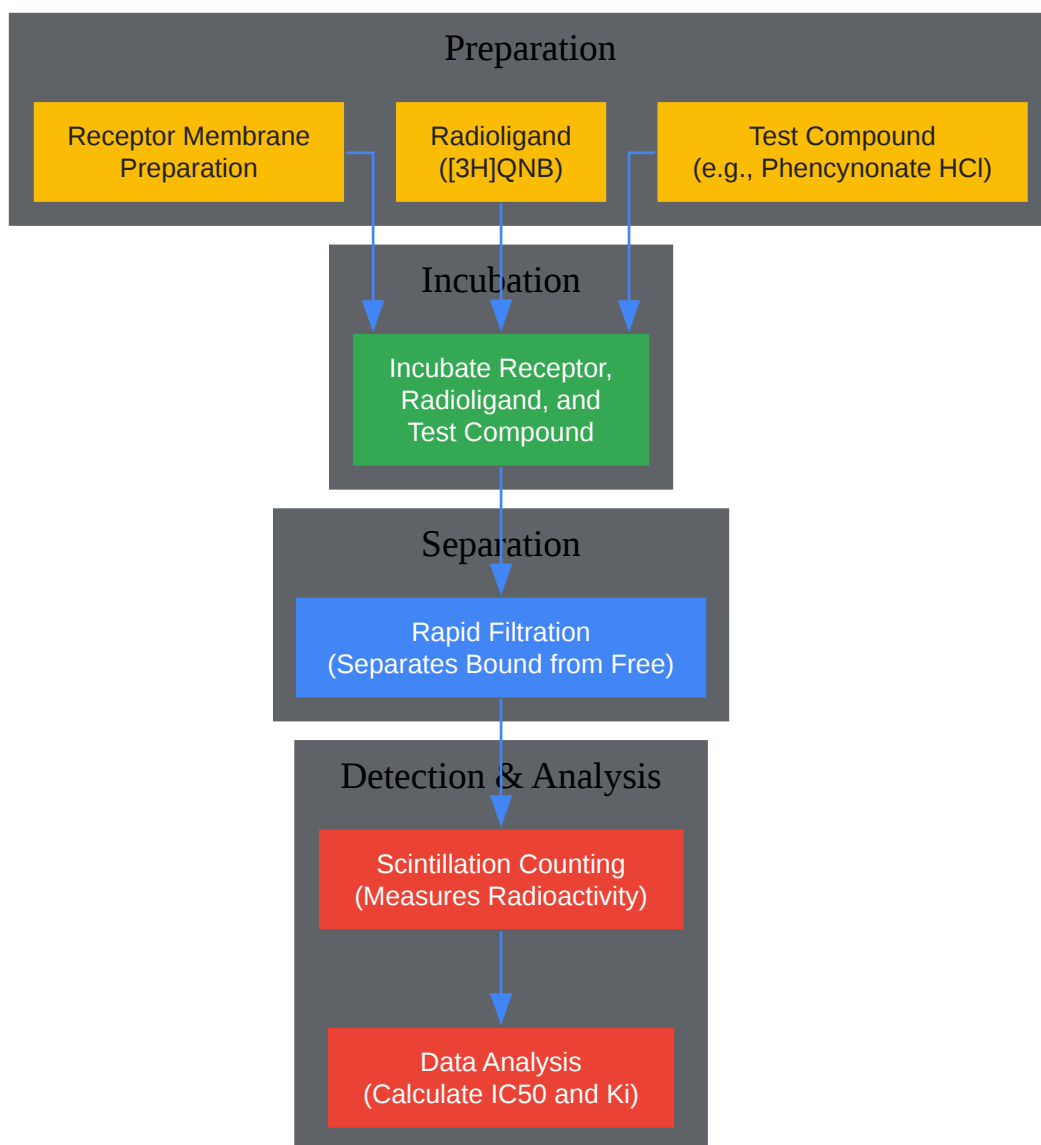 Preparation
Receptor Membrane
Preparation
Radioligand
([3H]QNB)
Test Compound
(e.g., Phencynonate HCl)
Incubation
Incubate Receptor,
Radioligand, and
Test Compound
Separation
Rapid Filtration
(Separates Bound from Free)
Detection & Analysis
Scintillation Counting
(Measures Radioactivity)
Data Analysis
(Calculate IC50 and Ki)